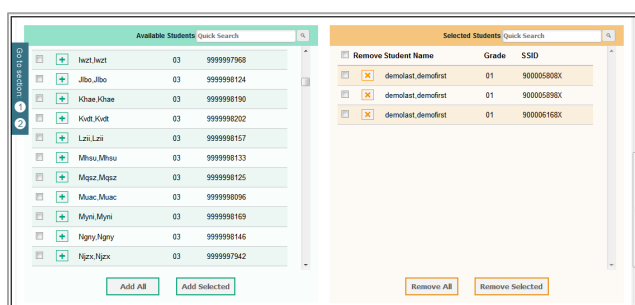 Available Students Quick Search
Go to section 1 2
Iwzt,Iwzt 03 9999997968
Jlbo,Jlbo 03 9999998124
Khae,Khae 03 9999998190
Kvdt,Kvdt 03 9999998202
Lzii,Lzii 03 9999998157
Mhsu,Mhsu 03 9999998133
Mqsz,Mqsz 03 9999998125
Muac,Muac 03 9999998096
Myni,Myni 03 9999998169
Ngny,Ngny 03 9999998146
Njzx,Njzx 03 9999997942
Add All Add Selected
Selected Students Quick Search
Remove Student Name Grade SSID
demolast,demofirst 01 900005808X
demolast,demofirst 01 900005898X
demolast,demofirst 01 900006168X
Remove All Remove Selected